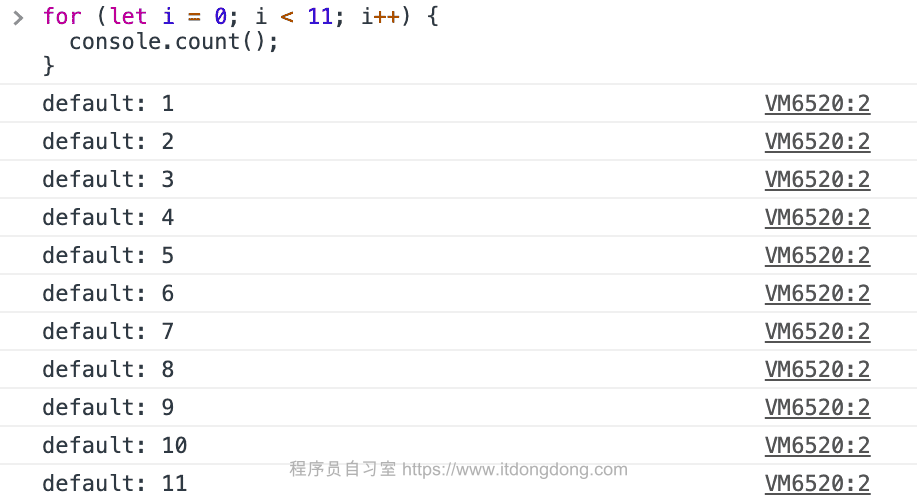 > for (let i = 0; i < 11; i++) {
console.count();
}
default: 1 VM6520:2
default: 2 VM6520:2
default: 3 VM6520:2
default: 4 VM6520:2
default: 5 VM6520:2
default: 6 VM6520:2
default: 7 VM6520:2
default: 8 VM6520:2
default: 9 VM6520:2
default: 10 VM6520:2
程序员自习室 https://www.itdongdong.com
default: 11 VM6520:2